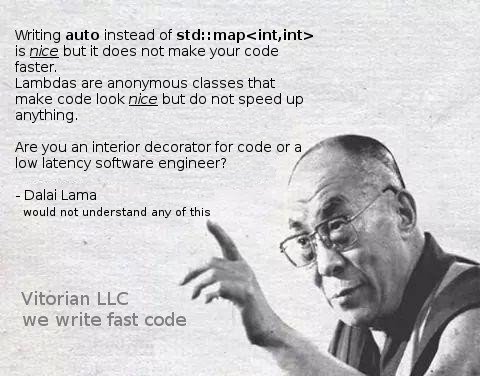 Writing auto instead of std::map<int,int>
is nice but it does not make your code
faster.
Lambdas are anonymous classes that
make code look nice but do not speed up
anything.
Are you an interior decorator for code or a
low latency software engineer?
- Dalai Lama
would not understand any of this
Vitorian LLC
we write fast code